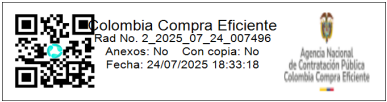 Colombia Compra Eficiente
Rad No. 2_2025_07_24_007496
Anexos: No Con copia: No
Fecha: 24/07/2025 18:33:18
Agencia Nacional
de Contratación Pública
Colombia Compra Eficiente